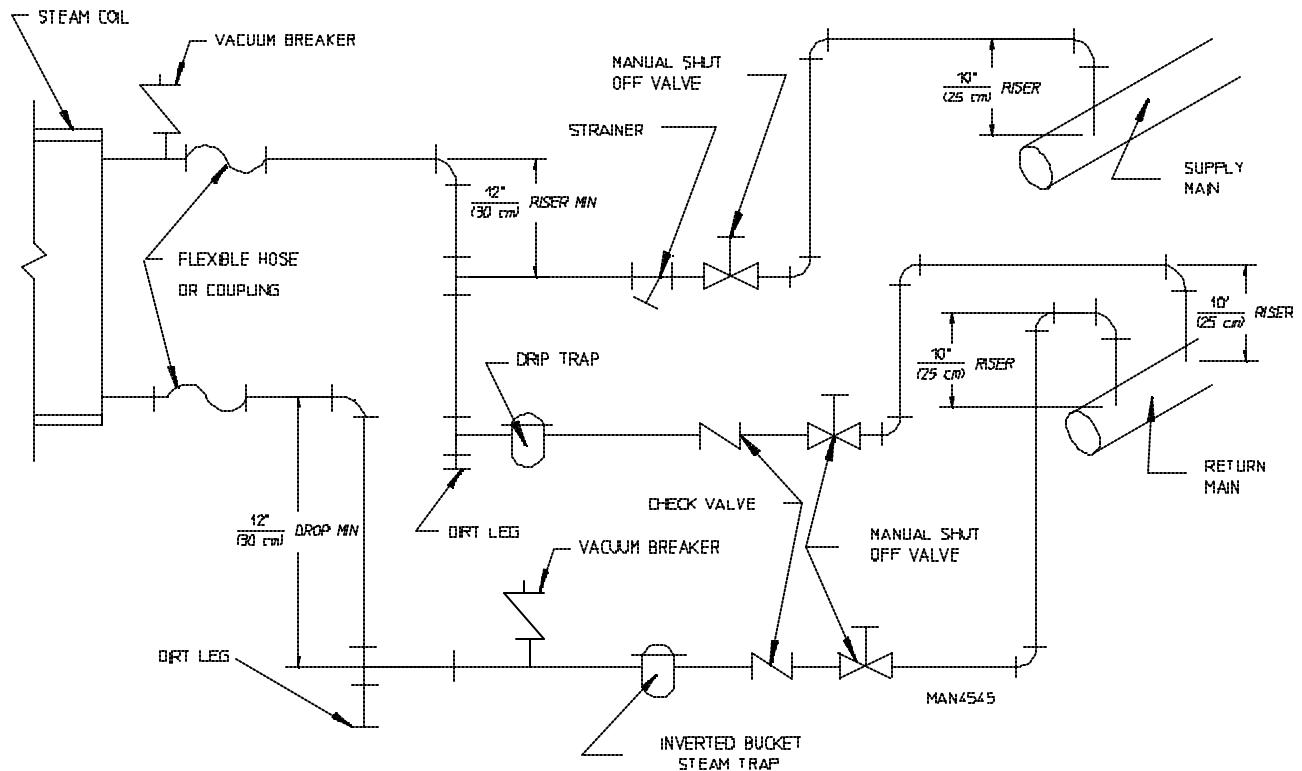 STEAM COIL
VACUUM BREAKER
MANUAL SHUT
OFF VALVE
STRAINER
10"
(25 cm) RISER
SUPPLY
MAIN
12"
(30 cm) RISER MIN
FLEXIBLE HOSE
OR COUPLING
10'
(25 cm) RISER
10"
(25 cm) RISER
DRIP TRAP
RETURN
MAIN
CHECK VALVE
12"
(30 cm) DROP MIN
DIRT LEG
VACUUM BREAKER
MANUAL SHUT
OFF VALVE
DIRT LEG
MAN4545
INVERTED BUCKET
STEAM TRAP